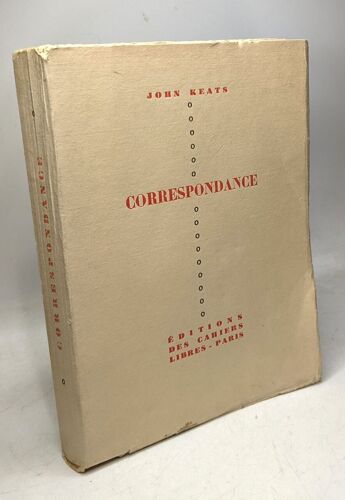 JOHN KEATS
CORRESPONDANCE
ÉDITIONS
DES CAHIERS
LIBRES - PARIS
CORRESPONDANCE